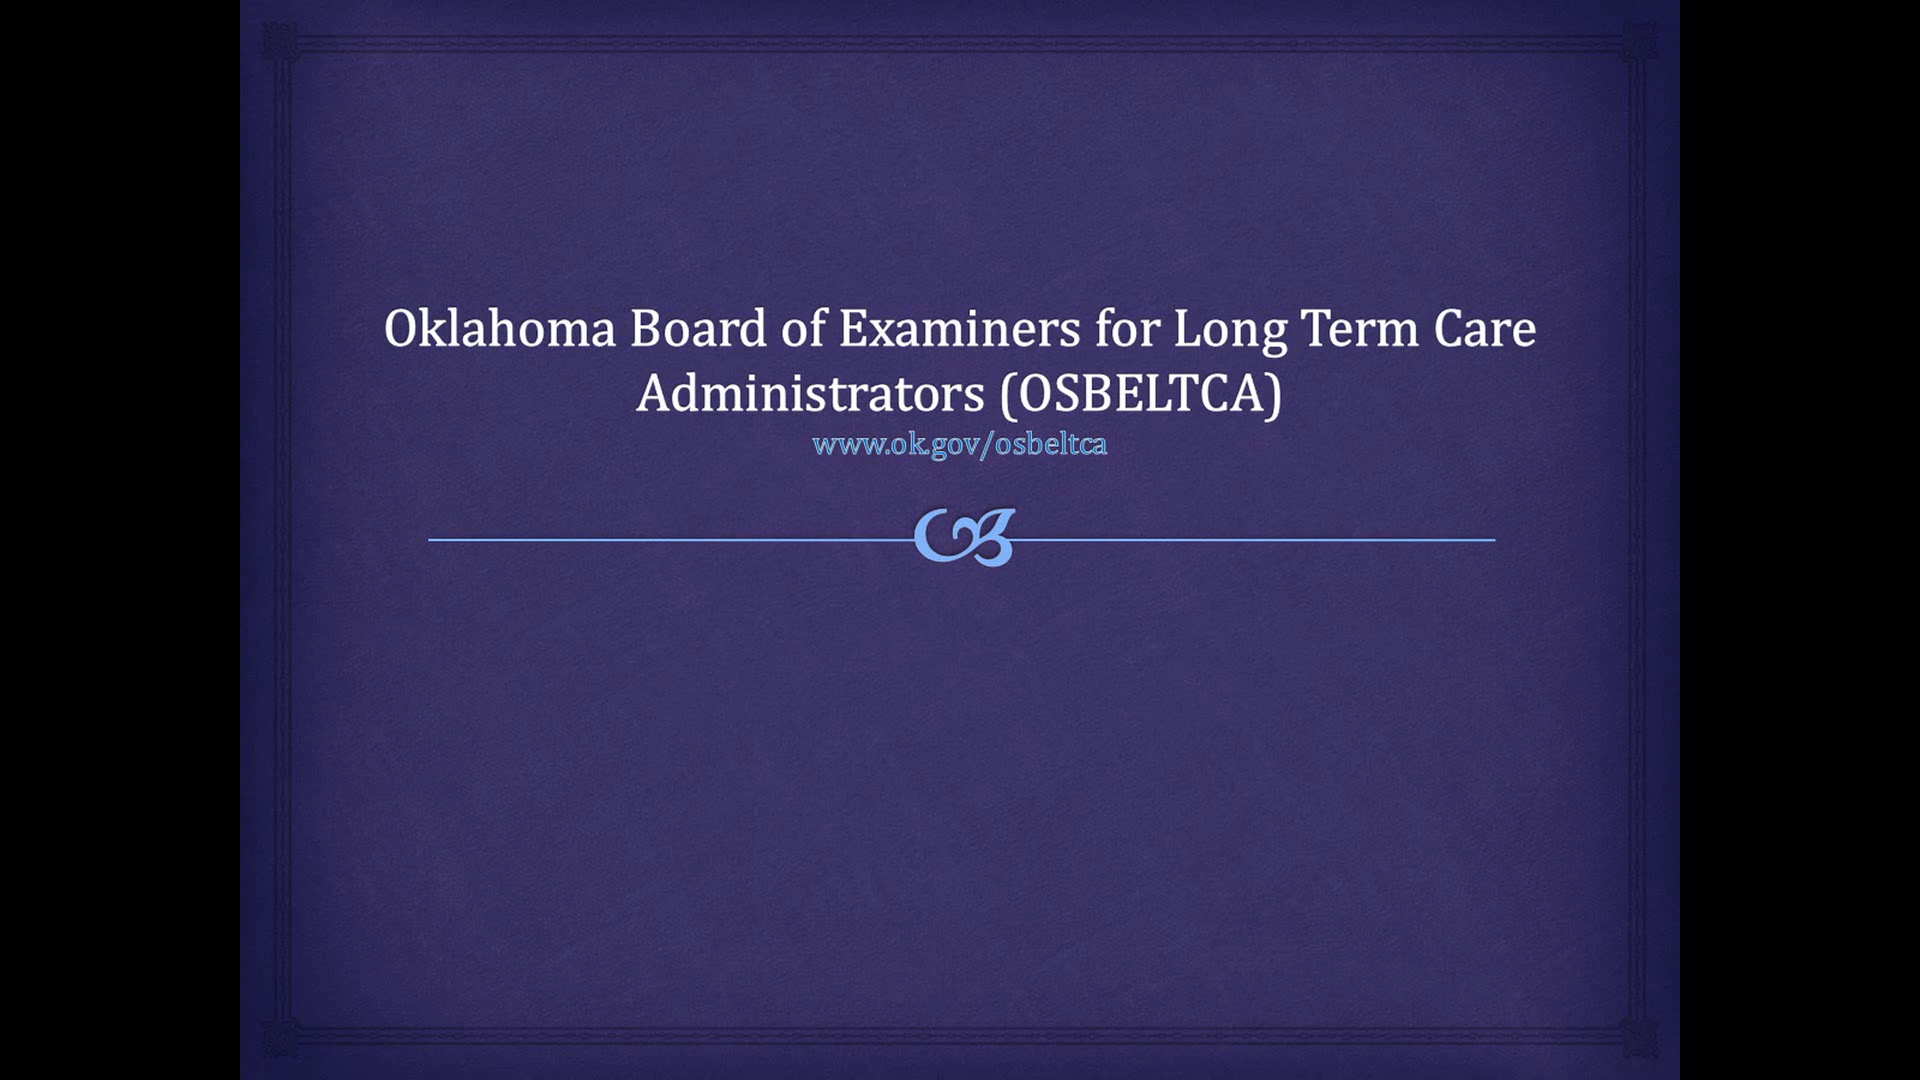 Oklahoma Board of Examiners for Long Term Care
Administrators (OSBELTCA)
www.ok.gov/osbeltca